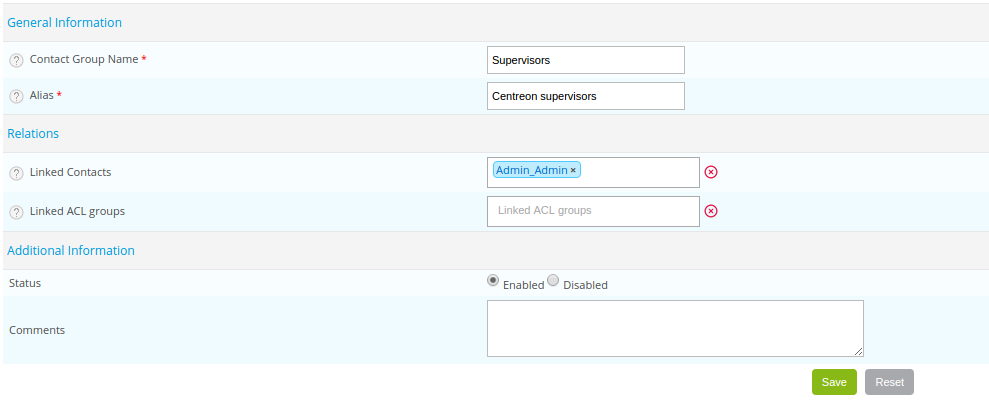 General Information
? Contact Group Name * Supervisors
? Alias * Centreon supervisors
Relations
? Linked Contacts Admin_Admin ×
? Linked ACL groups Linked ACL groups
Additional Information
Status Enabled Disabled
Comments
Save Reset